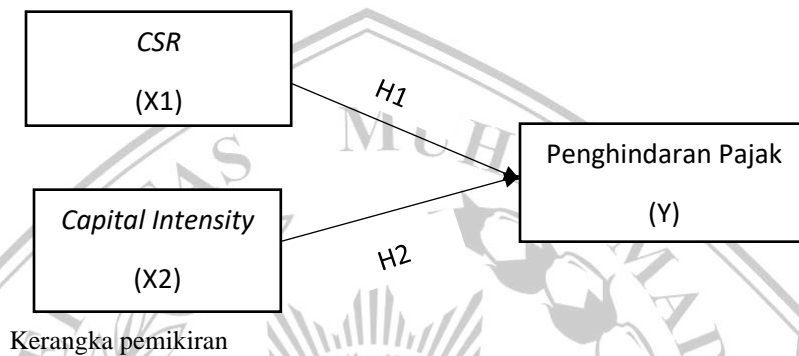 CSR
(X1)
H1
Penghindaran Pajak
(Y)
Capital Intensity
(X2)
H2
Kerangka pemikiran